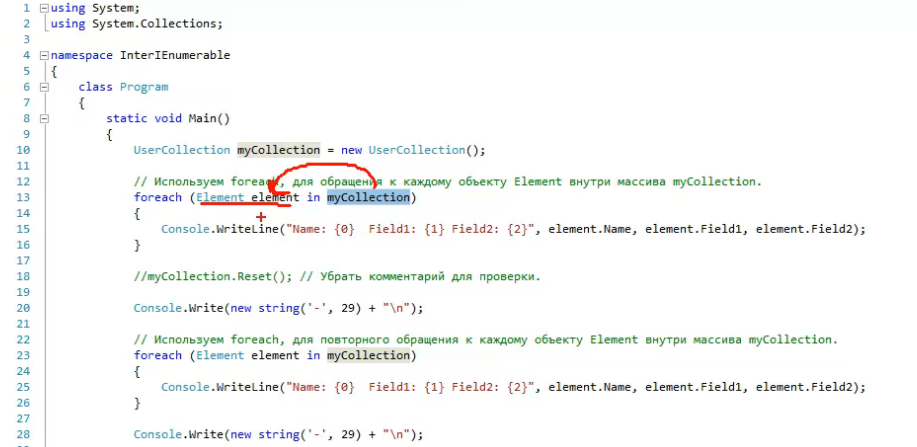 1 using System;
2 using System.Collections;
3
4 namespace InterIEnumerable
5 {
6 class Program
7 {
8 static void Main()
9 {
10 UserCollection myCollection = new UserCollection();
11
12 // Используем foreach, для обращения к каждому объекту Element внутри массива myCollection.
13 foreach (Element element in myCollection)
14 {
15 Console.WriteLine("Name: {0}  Field1: {1} Field2: {2}", element.Name, element.Field1, element.Field2);
16 }
17
18 //myCollection.Reset(); // Убрать комментарий для проверки.
19
20 Console.Write(new string('-', 29) + "\n");
21
22 // Используем foreach, для повторного обращения к каждому объекту Element внутри массива myCollection.
23 foreach (Element element in myCollection)
24 {
25 Console.WriteLine("Name: {0}  Field1: {1} Field2: {2}", element.Name, element.Field1, element.Field2);
26 }
27
28 Console.Write(new string('-', 29) + "\n");